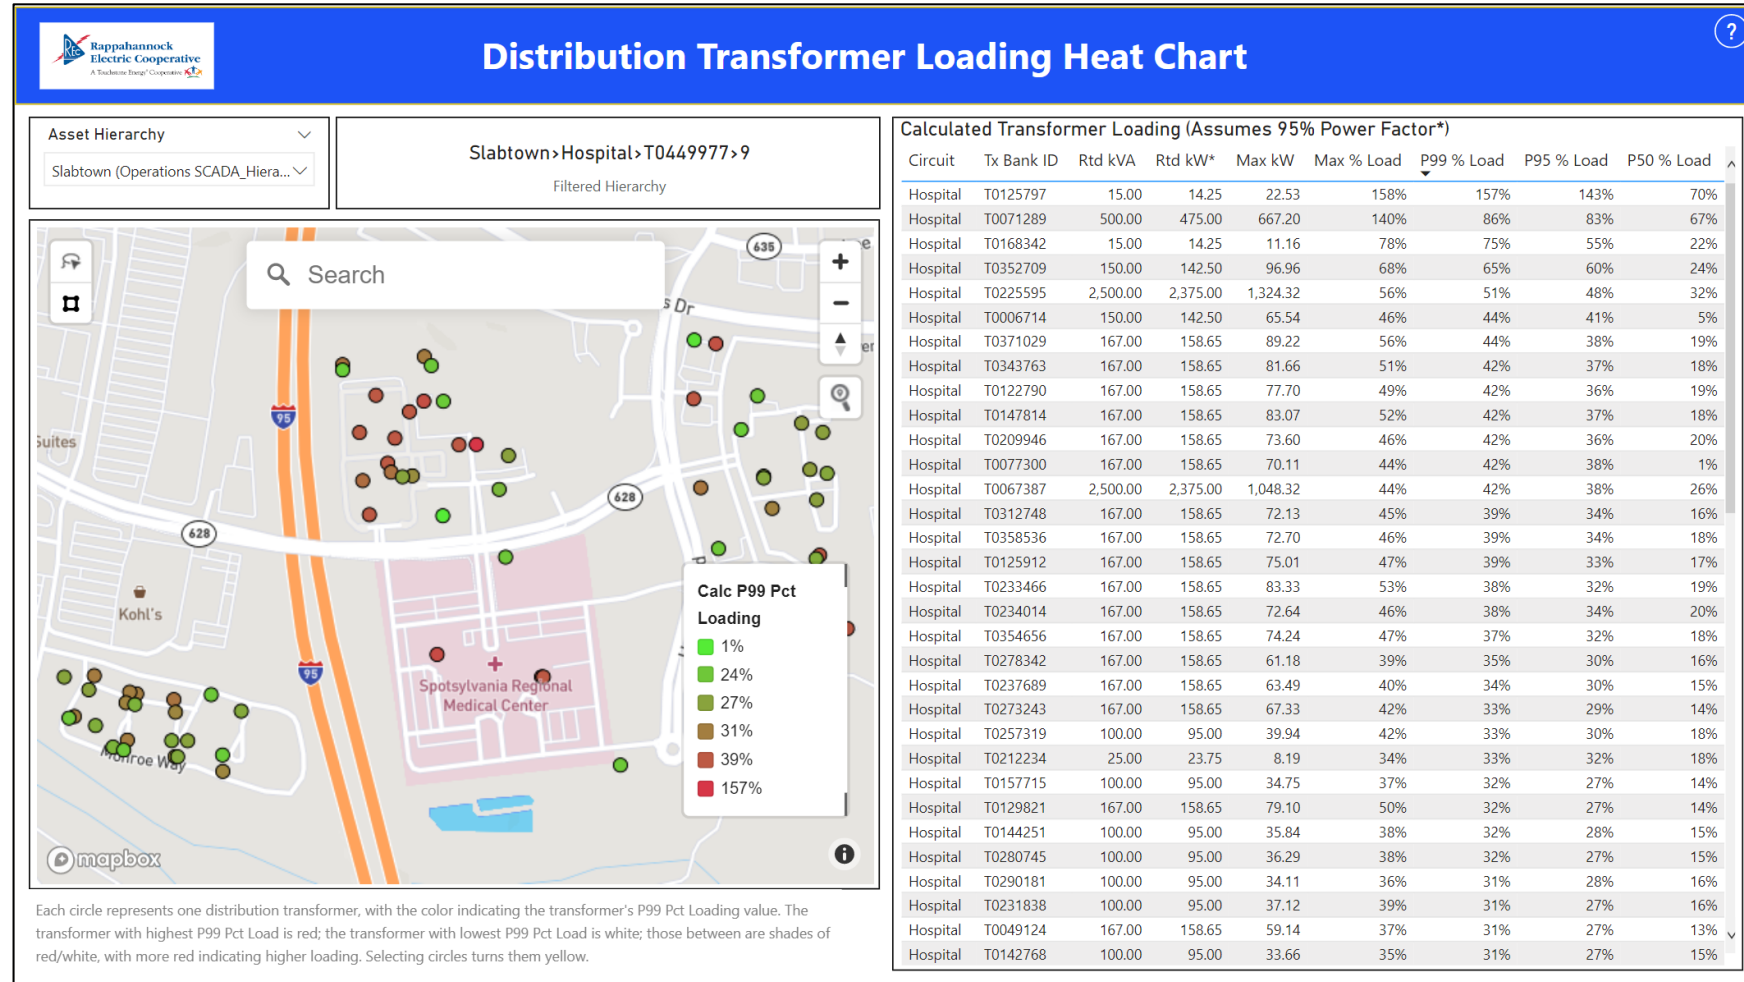 Rappahannock
Electric Cooperative
A Touchstone Energy® Cooperative
Distribution Transformer Loading Heat Chart
?
Asset Hierarchy
Slabtown (Operations SCADA_Hiera...
Slabtown>Hospital>T0449977>9
Filtered Hierarchy
Search
635
s Dr
95
628
628
uites
Kohl's
95
Spotsylvania Regional
Medical Center
Monroe Way
Calc P99 Pct
Loading
1%
24%
27%
31%
39%
157%
mapbox
Each circle represents one distribution transformer, with the color indicating the transformer's P99 Pct Loading value. The
transformer with highest P99 Pct Load is red; the transformer with lowest P99 Pct Load is white; those between are shades of
red/white, with more red indicating higher loading. Selecting circles turns them yellow.
Calculated Transformer Loading (Assumes 95% Power Factor*)
Circuit Tx Bank ID Rtd kVA Rtd kW* Max kW Max % Load P99 % Load P95 % Load P50 % Load
Hospital T0125797 15.00 14.25 22.53 158% 157% 143% 70%
Hospital T0071289 500.00 475.00 667.20 140% 86% 83% 67%
Hospital T0168342 15.00 14.25 11.16 78% 75% 55% 22%
Hospital T0352709 150.00 142.50 96.96 68% 65% 60% 24%
Hospital T0225595 2,500.00 2,375.00 1,324.32 56% 51% 48% 32%
Hospital T0006714 150.00 142.50 65.54 46% 44% 41% 5%
Hospital T0371029 167.00 158.65 89.22 56% 44% 38% 19%
Hospital T0343763 167.00 158.65 81.66 51% 42% 37% 18%
Hospital T0122790 167.00 158.65 77.70 49% 42% 36% 19%
Hospital T0147814 167.00 158.65 83.07 52% 42% 37% 18%
Hospital T0209946 167.00 158.65 73.60 46% 42% 36% 20%
Hospital T0077300 167.00 158.65 70.11 44% 42% 38% 1%
Hospital T0067387 2,500.00 2,375.00 1,048.32 44% 42% 38% 26%
Hospital T0312748 167.00 158.65 72.13 45% 39% 34% 16%
Hospital T0358536 167.00 158.65 72.70 46% 39% 34% 18%
Hospital T0125912 167.00 158.65 75.01 47% 39% 33% 17%
Hospital T0233466 167.00 158.65 83.33 53% 38% 32% 19%
Hospital T0234014 167.00 158.65 72.64 46% 38% 34% 20%
Hospital T0354656 167.00 158.65 74.24 47% 37% 32% 18%
Hospital T0278342 167.00 158.65 61.18 39% 35% 30% 16%
Hospital T0237689 167.00 158.65 63.49 40% 34% 30% 15%
Hospital T0273243 167.00 158.65 67.33 42% 33% 29% 14%
Hospital T0257319 100.00 95.00 39.94 42% 33% 30% 18%
Hospital T0212234 25.00 23.75 8.19 34% 33% 32% 18%
Hospital T0157715 100.00 95.00 34.75 37% 32% 27% 14%
Hospital T0129821 167.00 158.65 79.10 50% 32% 27% 14%
Hospital T0144251 100.00 95.00 35.84 38% 32% 28% 15%
Hospital T0280745 100.00 95.00 36.29 38% 32% 27% 15%
Hospital T0290181 100.00 95.00 34.11 36% 31% 28% 16%
Hospital T0231838 100.00 95.00 37.12 39% 31% 27% 16%
Hospital T0049124 167.00 158.65 59.14 37% 31% 27% 13%
Hospital T0142768 100.00 95.00 33.66 35% 31% 27% 15%